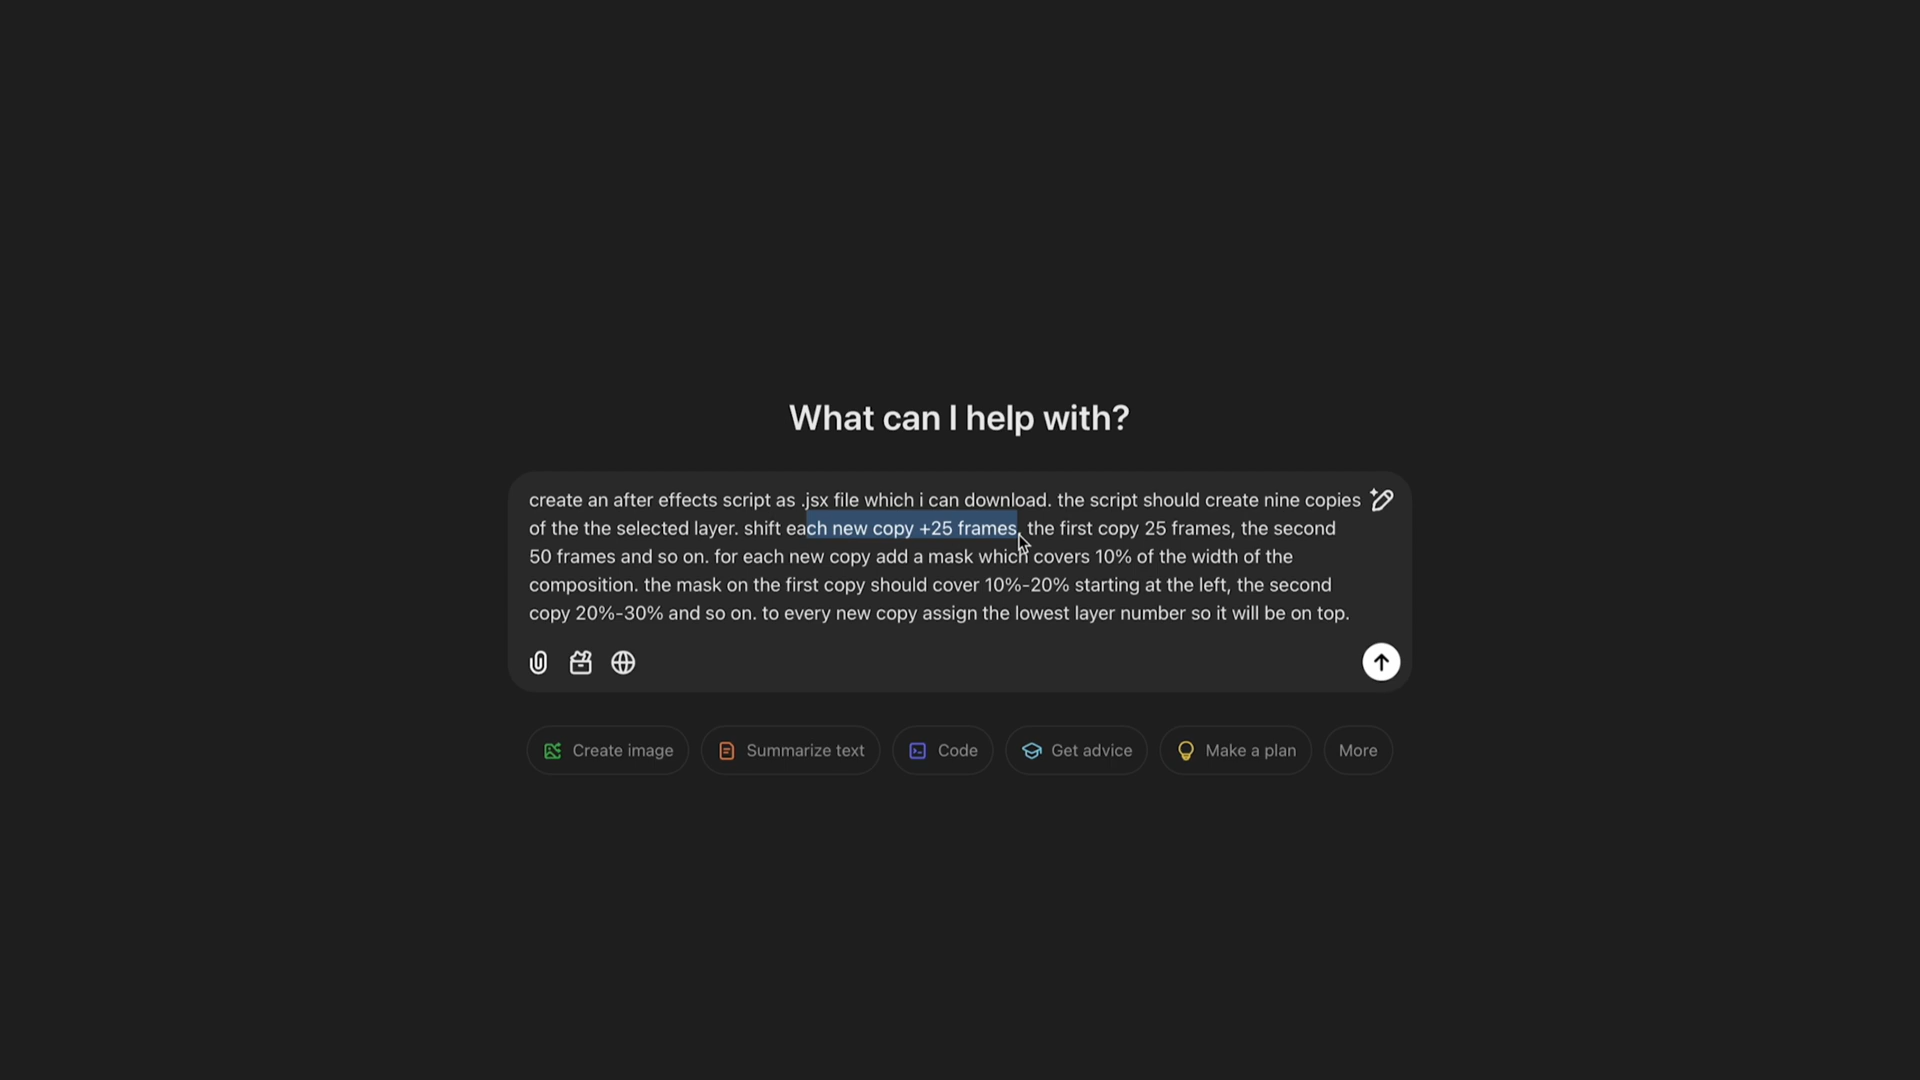 What can I help with?
create an after effects script as .jsx file which i can download. the script should create nine copies
of the the selected layer. shift each new copy +25 frames, the first copy 25 frames, the second
50 frames and so on. for each new copy add a mask which covers 10% of the width of the
composition. the mask on the first copy should cover 10%-20% starting at the left, the second
copy 20%-30% and so on. to every new copy assign the lowest layer number so it will be on top.
Create image
Summarize text
Code
Get advice
Make a plan
More